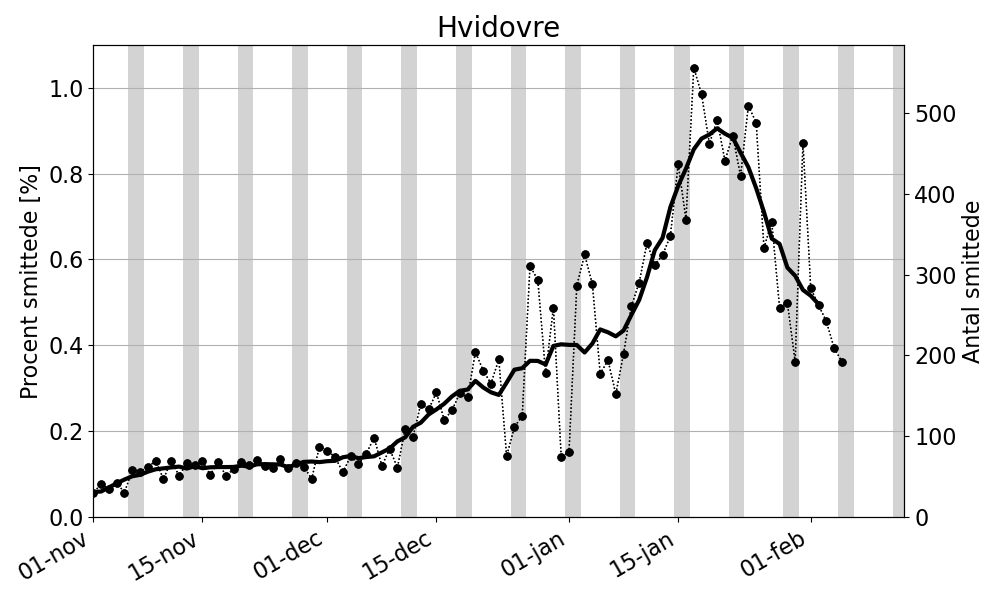 Hvidovre
Procent smittede [%]
1.0
0.8
0.6
0.4
0.2
0.0
Antal smittede
500
400
300
200
100
0
01-nov
15-nov
01-dec
15-dec
01-jan
15-jan
01-feb